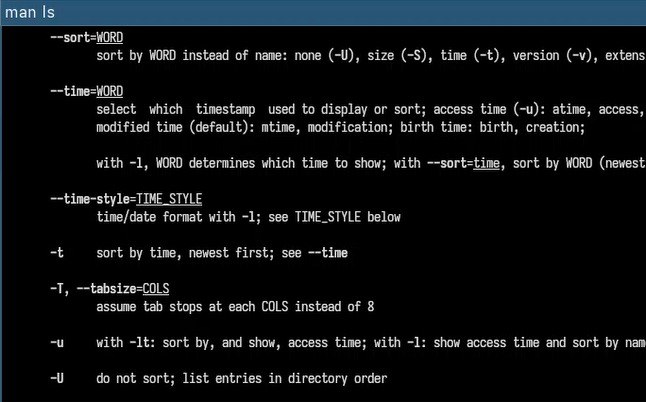 man ls
--sort=WORD
sort by WORD instead of name: none (-U), size (-S), time (-t), version (-v), extens
--time=WORD
select which timestamp used to display or sort; access time (-u): atime, access,
modified time (default): mtime, modification; birth time: birth, creation;
with -l, WORD determines which time to show; with --sort=time, sort by WORD (newest
--time-style=TIME_STYLE
time/date format with -l; see TIME_STYLE below
-t sort by time, newest first; see --time
-T, --tabsize=COLS
assume tab stops at each COLS instead of 8
-u with -lt: sort by, and show, access time; with -l: show access time and sort by nam
-U do not sort; list entries in directory order